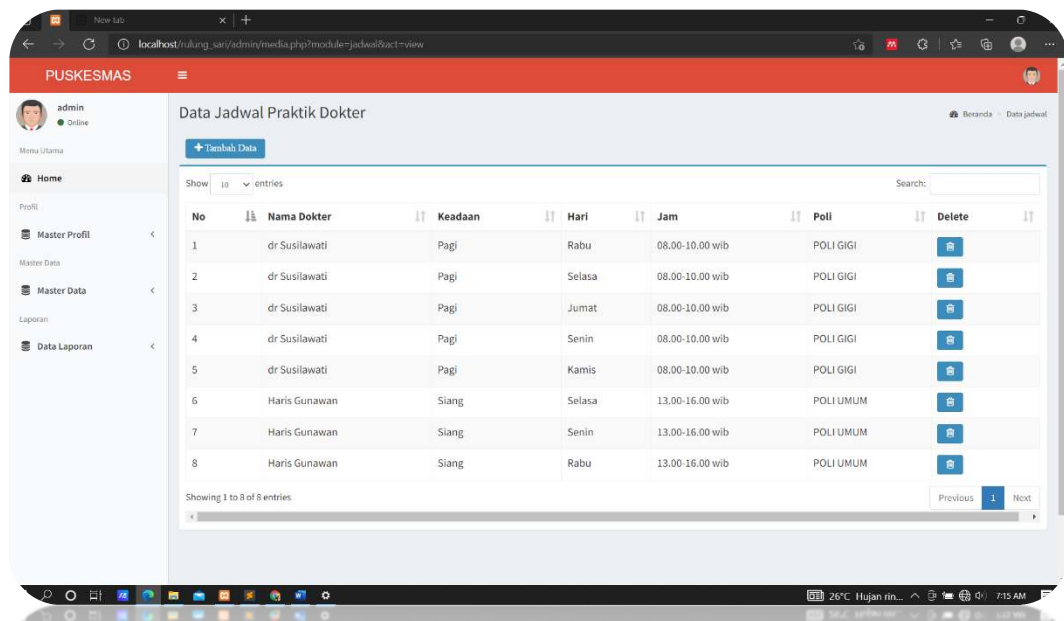 New tab
localhost/rulung_sari/admin/media.php?module=jadwal&act=view
PUSKESMAS
admin
Online
Menu Utama
Home
Profil
Master Profil
Master Data
Master Data
Laporan
Data Laporan
Data Jadwal Praktik Dokter
Beranda > Data jadwal
Tambah Data
Show 10 entries
Search:
No Nama Dokter Keadaan Hari Jam Poli Delete
1 dr Susilawati Pagi Rabu 08.00-10.00 wib POLI GIGI
2 dr Susilawati Pagi Selasa 08.00-10.00 wib POLI GIGI
3 dr Susilawati Pagi Jumat 08.00-10.00 wib POLI GIGI
4 dr Susilawati Pagi Senin 08.00-10.00 wib POLI GIGI
5 dr Susilawati Pagi Kamis 08.00-10.00 wib POLI GIGI
6 Haris Gunawan Siang Selasa 13.00-16.00 wib POLI UMUM
7 Haris Gunawan Siang Senin 13.00-16.00 wib POLI UMUM
8 Haris Gunawan Siang Rabu 13.00-16.00 wib POLI UMUM
Showing 1 to 8 of 8 entries
Previous 1 Next
26°C Hujan rin... 7:15 AM